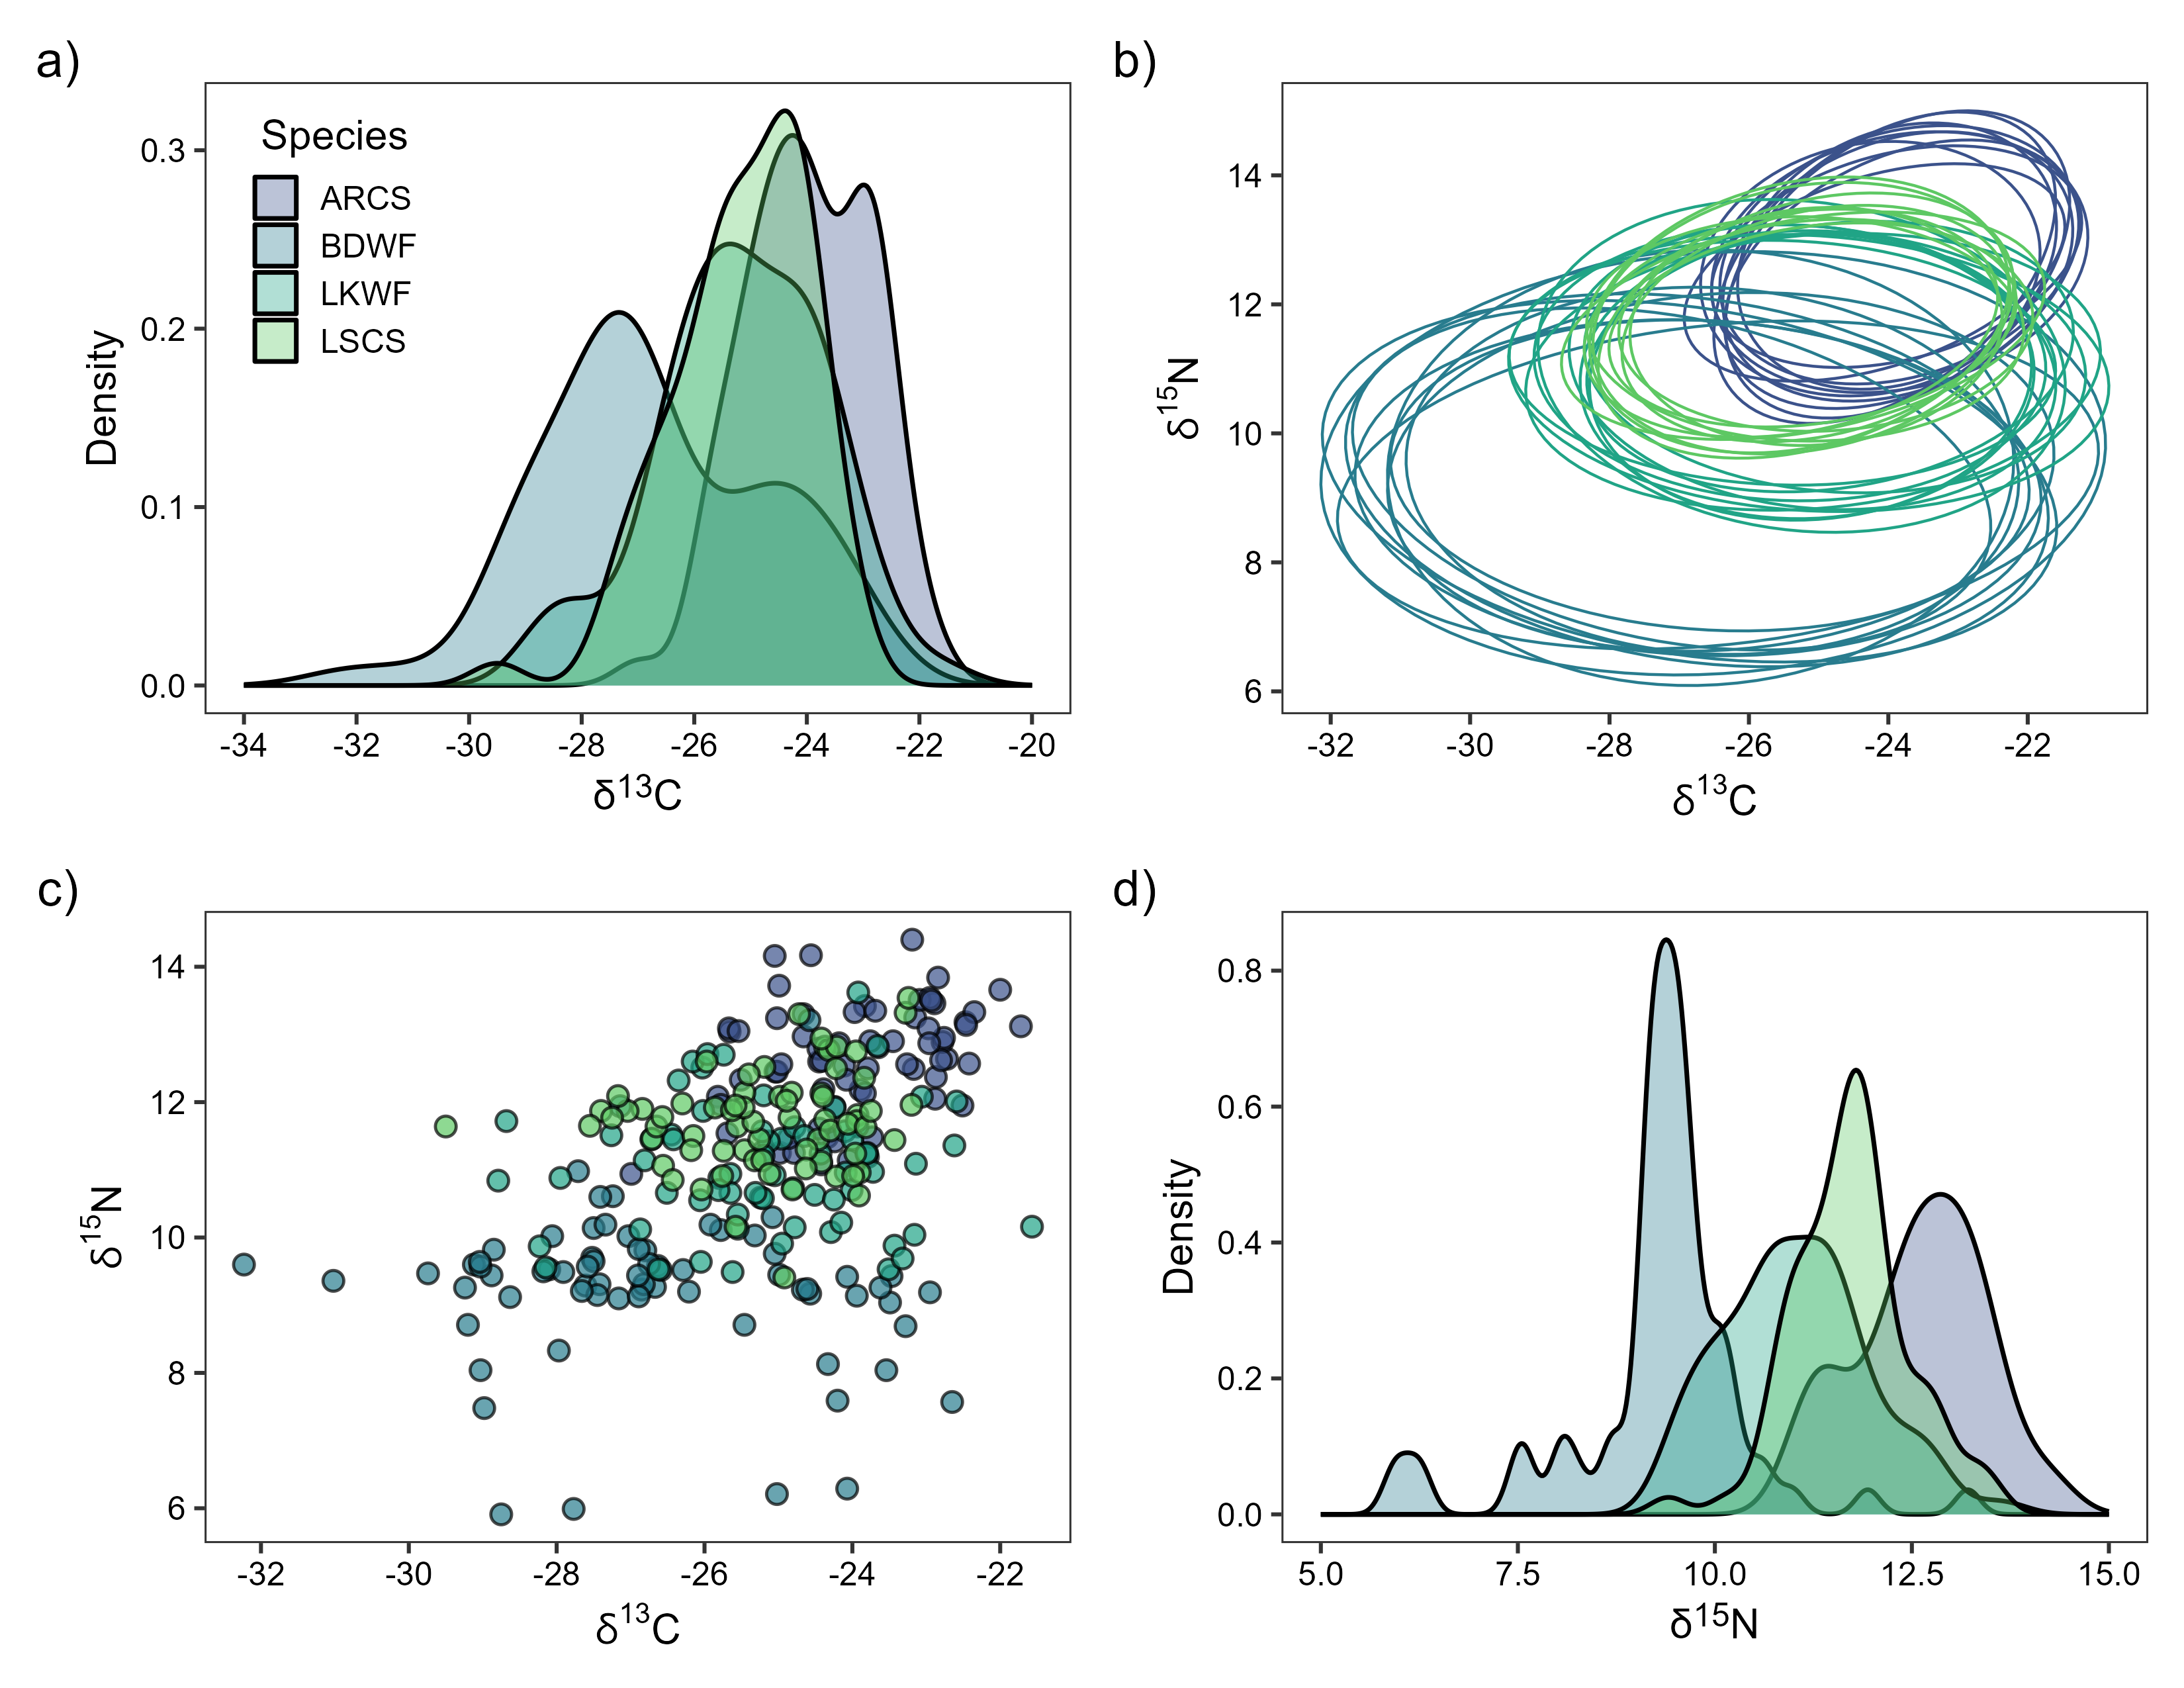 a)
Species
ARCS
BDWF
LKWF
LSCS
Density
0.3
0.2
0.1
0.0
-34 -32 -30 -28 -26 -24 -22 -20
δ¹³C
b)
δ¹⁵N
14
12
10
8
6
-32 -30 -28 -26 -24 -22
δ¹³C
c)
δ¹⁵N
14
12
10
8
6
-32 -30 -28 -26 -24 -22
δ¹³C
d)
Density
0.8
0.6
0.4
0.2
0.0
5.0 7.5 10.0 12.5 15.0
δ¹⁵N